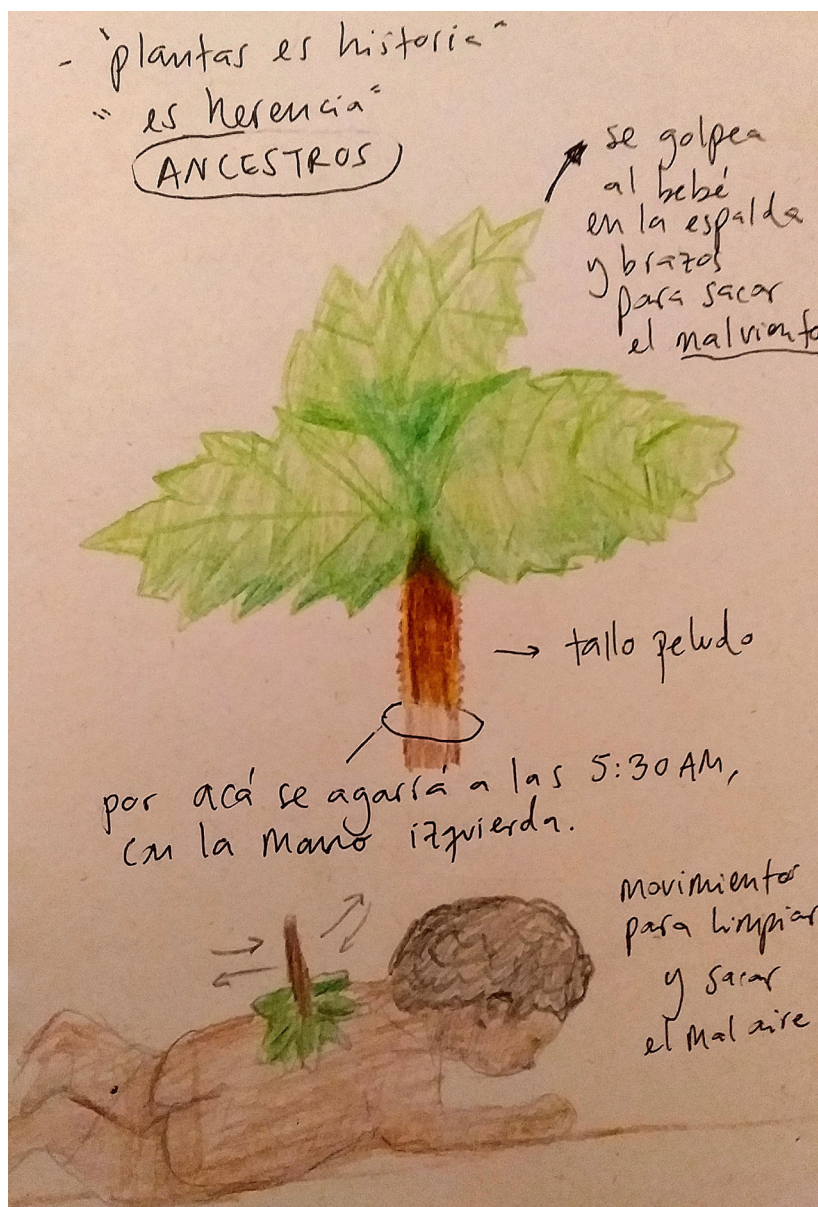 - "plantas es historia"
" es herencia"
ANCESTROS
se golpea
al bebé
en la espalda
y brazos
para sacar
el malviento
→ tallo peludo
por acá se agarrá a las 5:30 AM,
con la mano izquierda.
movimientos
para limpiar
y sacar
el mal aire